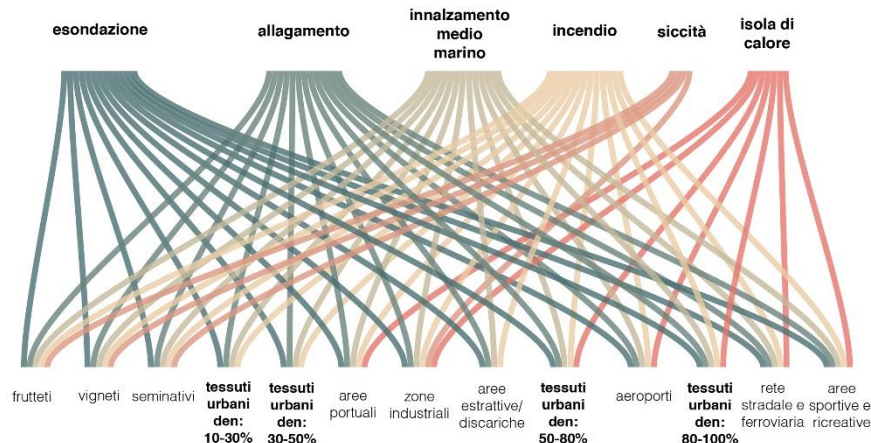 esondazione
allagamento
innalzamento
medio
marino
incendio
siccità
isola di
calore
frutteti
vigneti
seminativi
tessuti
urbani
den:
10-30%
tessuti
urbani
den:
30-50%
aree
portuali
zone
industriali
aree
estrattive/
discariche
tessuti
urbani
den:
50-80%
aeroporti
tessuti
urbani
den:
80-100%
rete
stradale e
ferroviaria
aree
sportive e
ricreative